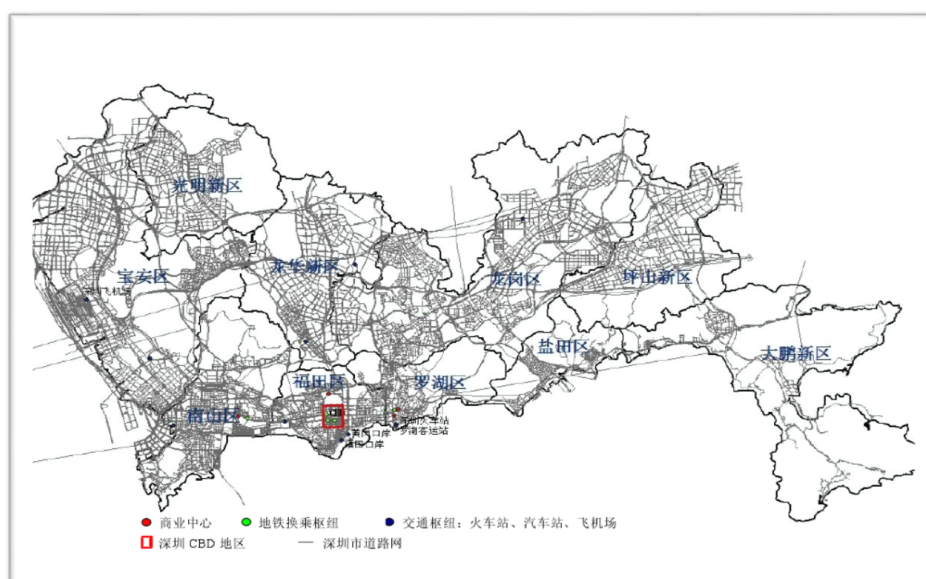 光明新区
宝安区
龙华新区
龙岗区
坪山新区
深圳飞机场
盐田区
大鹏新区
福田区
罗湖区
南山区
罗湖客运站
皇岗口岸
福田口岸
商业中心
地铁换乘枢纽
交通枢纽：火车站、汽车站、飞机场
深圳 CBD 地区
深圳市道路网